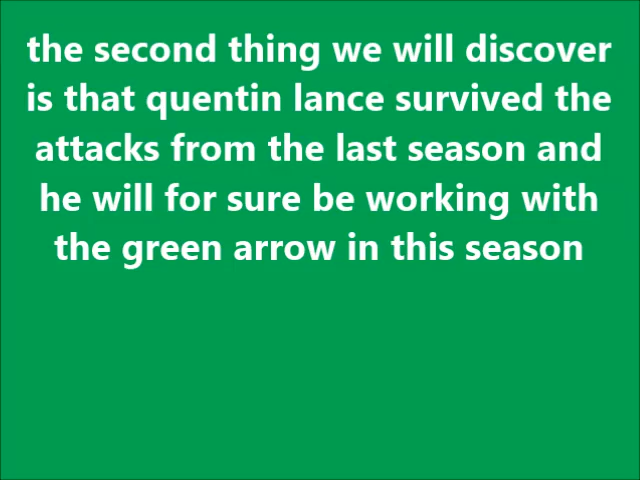 the second thing we will discover
is that quentin lance survived the
attacks from the last season and
he will for sure be working with
the green arrow in this season